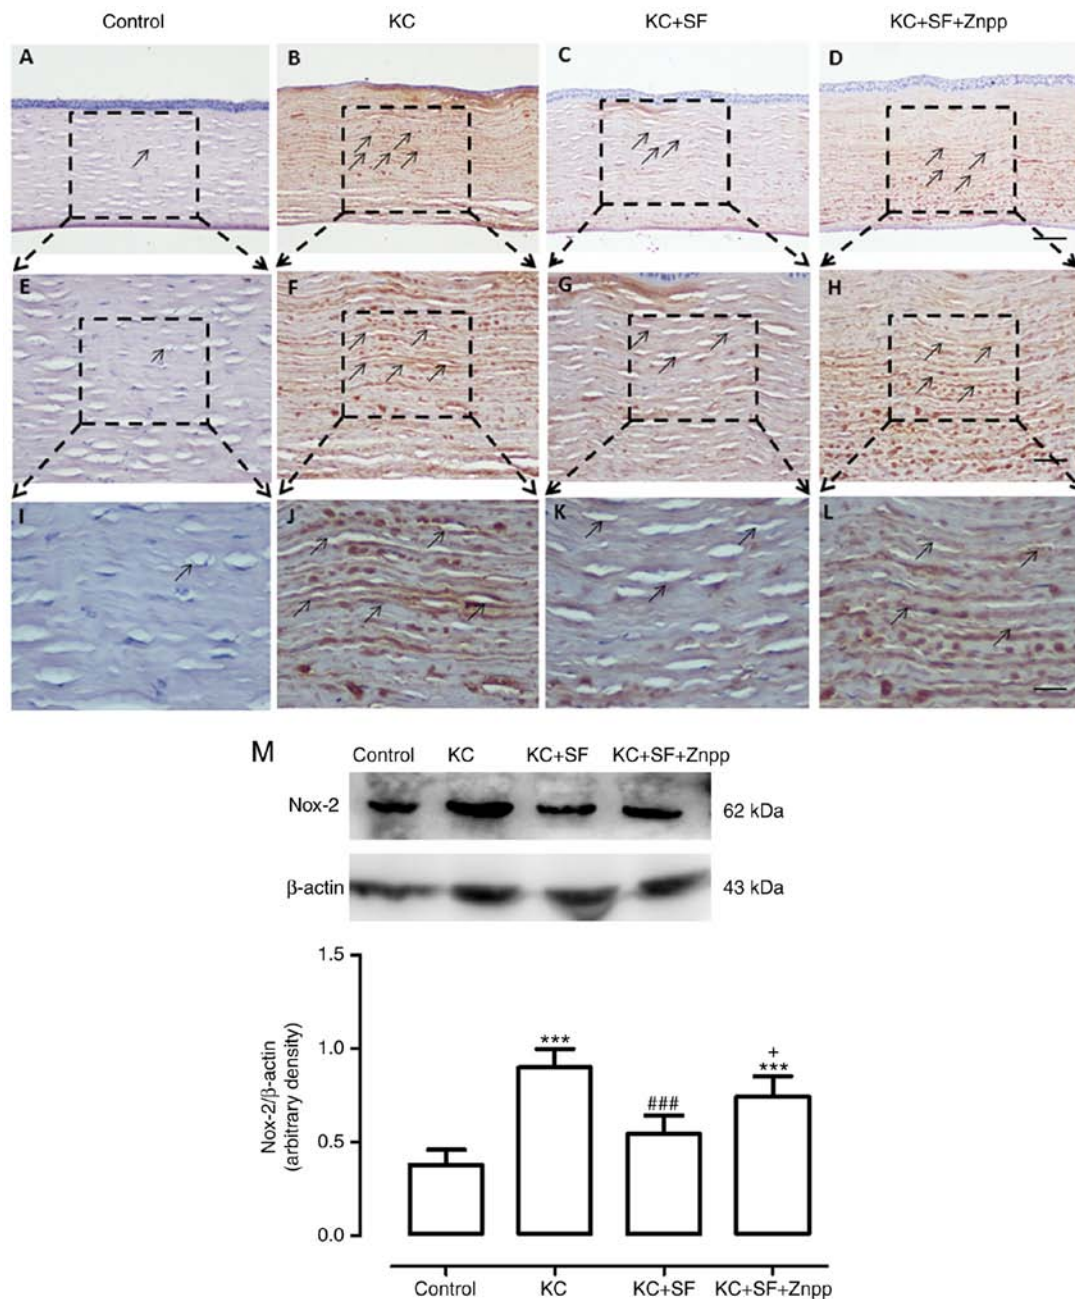 Control KC KC+SF KC+SF+Znpp
A B C D
E F G H
I J K L
M
Control KC KC+SF KC+SF+Znpp
Nox-2 62 kDa
β-actin 43 kDa
Nox-2/β-actin
(arbitrary density)
1.5
1.0
0.5
0.0
***
###
+
***
Control KC KC+SF KC+SF+Znpp